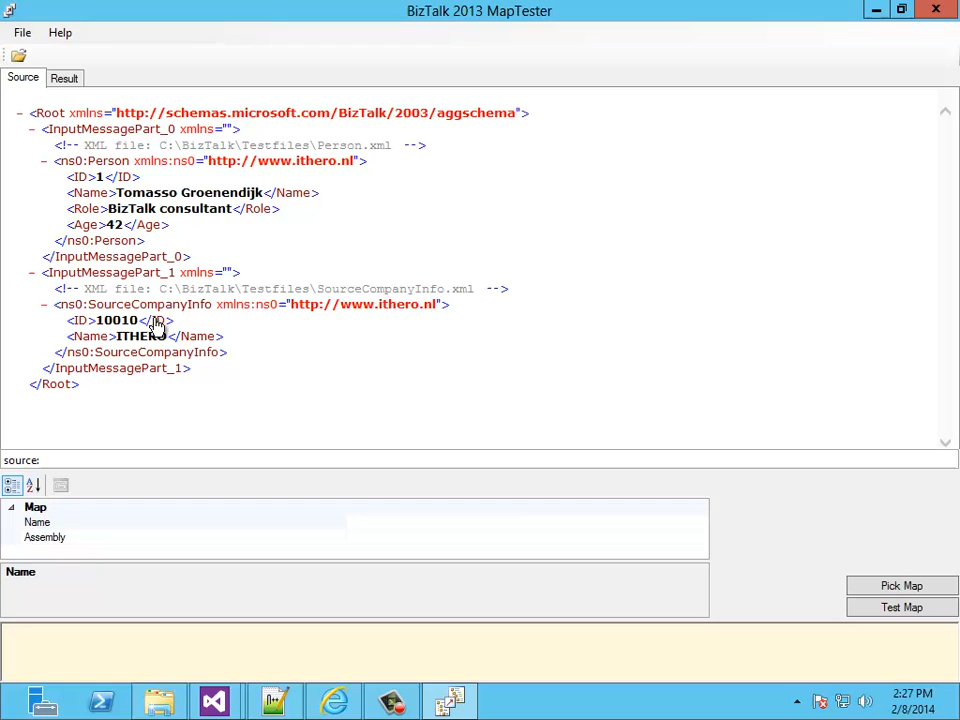 BizTalk 2013 MapTester
File Help
Source Result
− <Root xmlns="http://schemas.microsoft.com/BizTalk/2003/aggschema">
− <InputMessagePart_0 xmlns="">
<!-- XML file: C:\BizTalk\Testfiles\Person.xml -->
− <ns0:Person xmlns:ns0="http://www.ithero.nl">
<ID>1</ID>
<Name>Tomasso Groenendijk</Name>
<Role>BizTalk consultant</Role>
<Age>42</Age>
</ns0:Person>
</InputMessagePart_0>
− <InputMessagePart_1 xmlns="">
<!-- XML file: C:\BizTalk\Testfiles\SourceCompanyInfo.xml -->
− <ns0:SourceCompanyInfo xmlns:ns0="http://www.ithero.nl">
<ID>10010</ID>
<Name>ITHERO</Name>
</ns0:SourceCompanyInfo>
</InputMessagePart_1>
</Root>
source:
Map
Name
Assembly
Name
Pick Map
Test Map
2:27 PM
2/8/2014